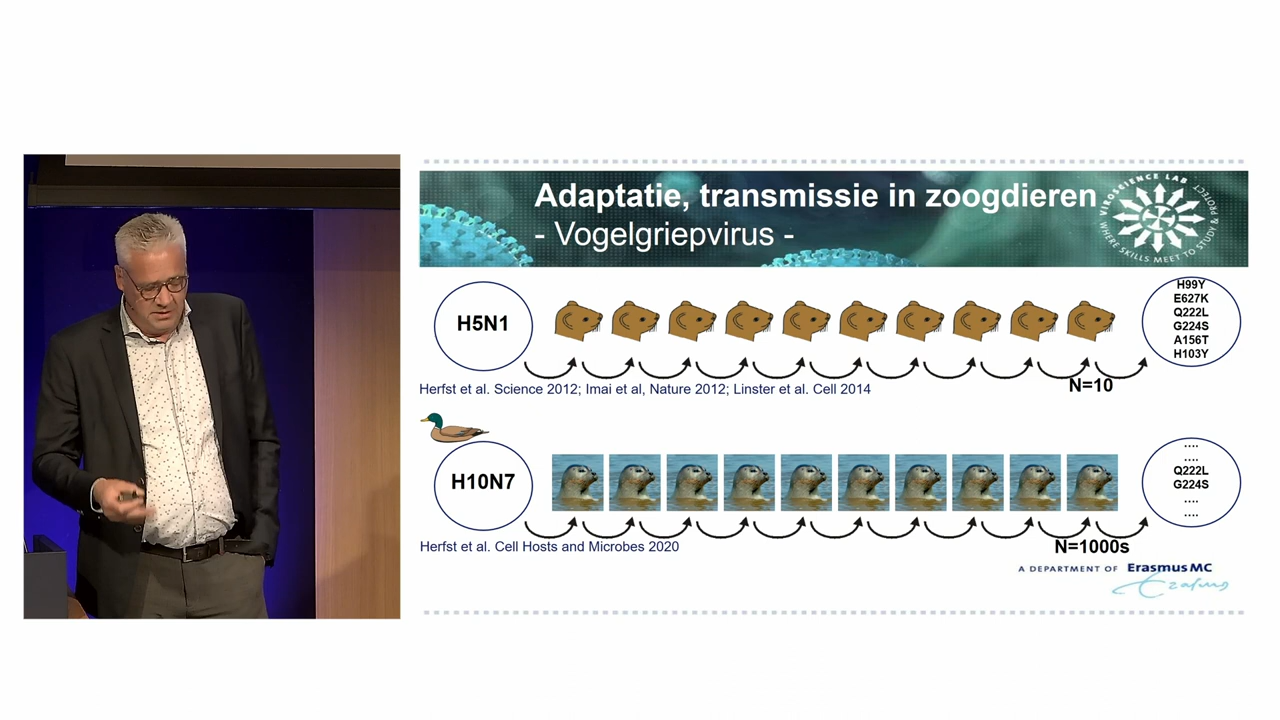 Adaptatie, transmissie in zoogdieren
- Vogelgriepvirus -
VIROSCIENCE LAB
WHERE SKILLS MEET TO STUDY & PROTECT
H5N1
H99Y
E627K
Q222L
G224S
A156T
H103Y
N=10
Herfst et al. Science 2012; Imai et al, Nature 2012; Linster et al. Cell 2014
H10N7
....
....
Q222L
G224S
....
....
N=1000s
Herfst et al. Cell Hosts and Microbes 2020
A DEPARTMENT OF Erasmus MC
Erasmus